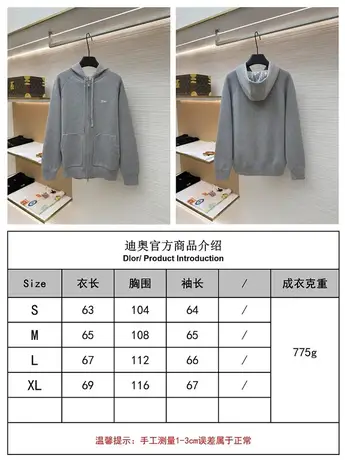 迪奥官方商品介绍
Dior/ Product Introduction
Size 衣长 胸围 袖长 / 成衣克重
S 63 104 64 /
M 65 108 65 /
L 67 112 66 / 775g
XL 69 116 67 /
/
温馨提示：手工测量1-3cm误差属于正常